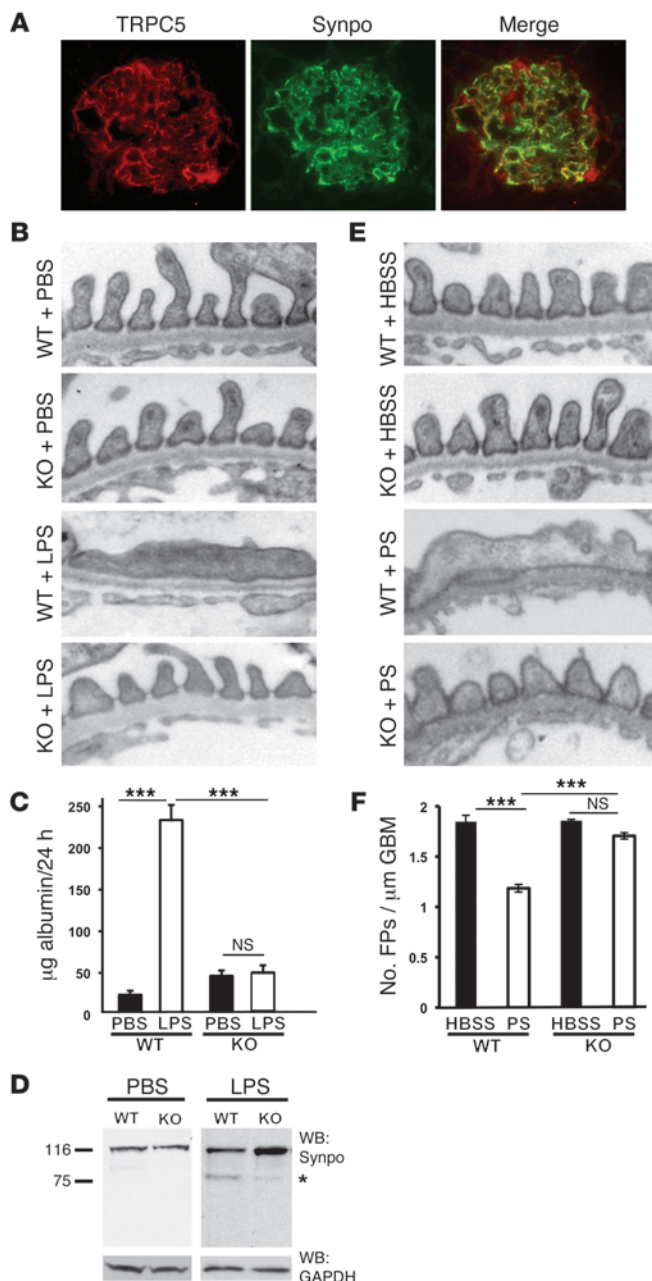 A
TRPC5 Synpo Merge
B
WT + PBS
KO + PBS
WT + LPS
KO + LPS
E
WT + HBSS
KO + HBSS
WT + PS
KO + PS
C
µg albumin/24 h
250
200
150
100
50
0
*** ***
NS
PBS LPS PBS LPS
WT KO
F
No. FPs / µm GBM
2
1.5
1
0.5
0
***
*** NS
HBSS PS HBSS PS
WT KO
D
PBS LPS
WT KO WT KO
116
75
WB:
Synpo
*
WB:
GAPDH